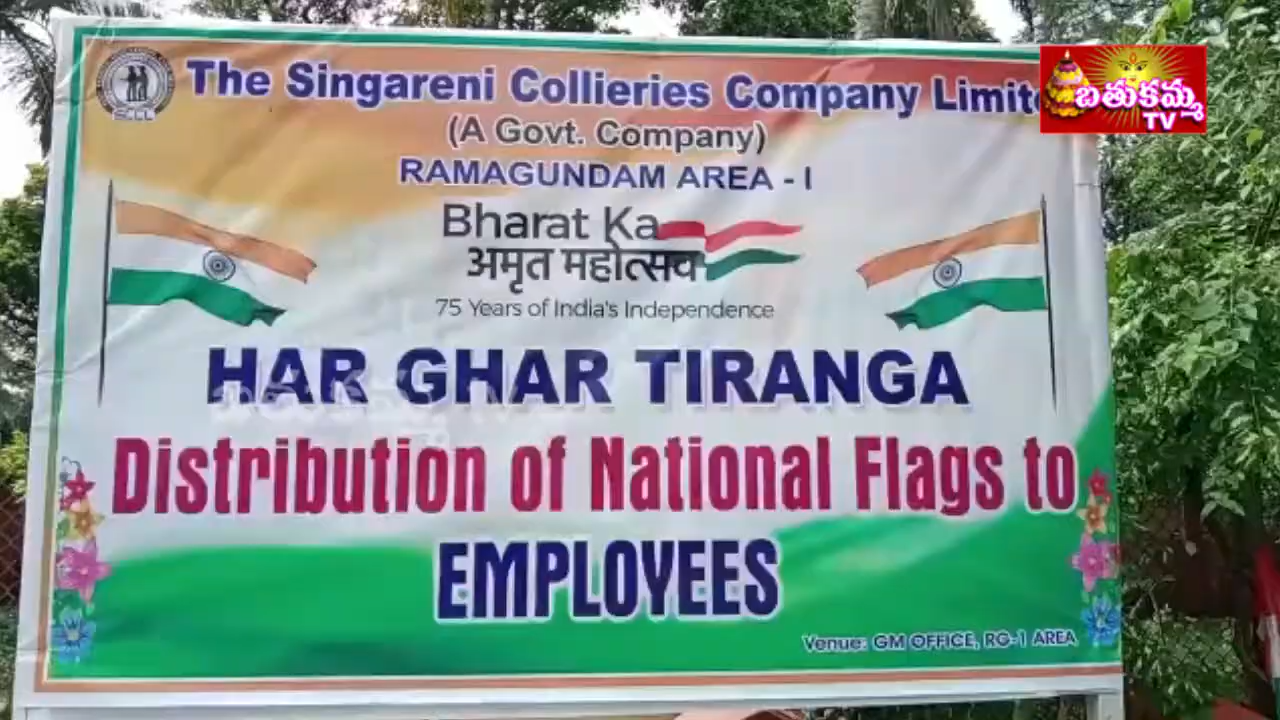 The Singareni Collieries Company Limite
బతుకమ్మ
TV
SCCL
(A Govt. Company)
RAMAGUNDAM AREA - I
Bharat Ka
अमृत महोत्सव
75 Years of India's Independence
HAR GHAR TIRANGA
Distribution of National Flags to
EMPLOYEES
Venue: GM OFFICE, RG-1 AREA